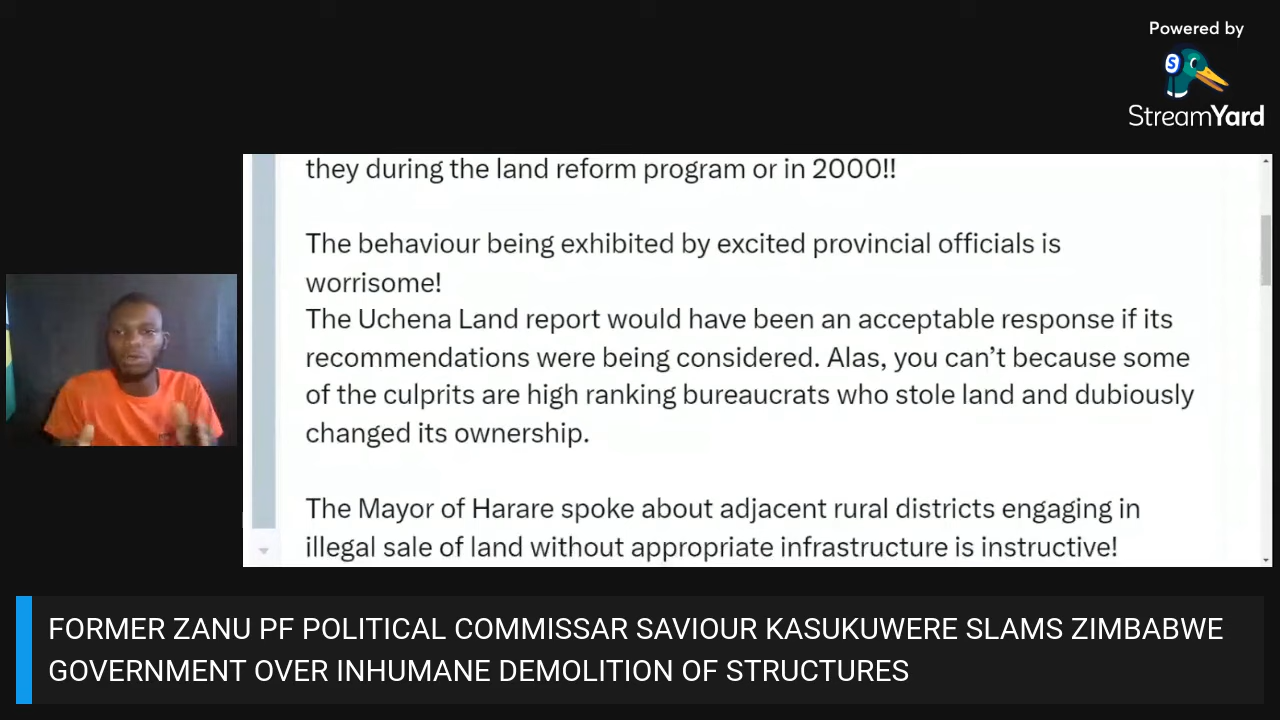 Powered by
StreamYard
they during the land reform program or in 2000!!
The behaviour being exhibited by excited provincial officials is
worrisome!
The Uchena Land report would have been an acceptable response if its
recommendations were being considered. Alas, you can’t because some
of the culprits are high ranking bureaucrats who stole land and dubiously
changed its ownership.
The Mayor of Harare spoke about adjacent rural districts engaging in
illegal sale of land without appropriate infrastructure is instructive!
FORMER ZANU PF POLITICAL COMMISSAR SAVIOUR KASUKUWERE SLAMS ZIMBABWE
GOVERNMENT OVER INHUMANE DEMOLITION OF STRUCTURES